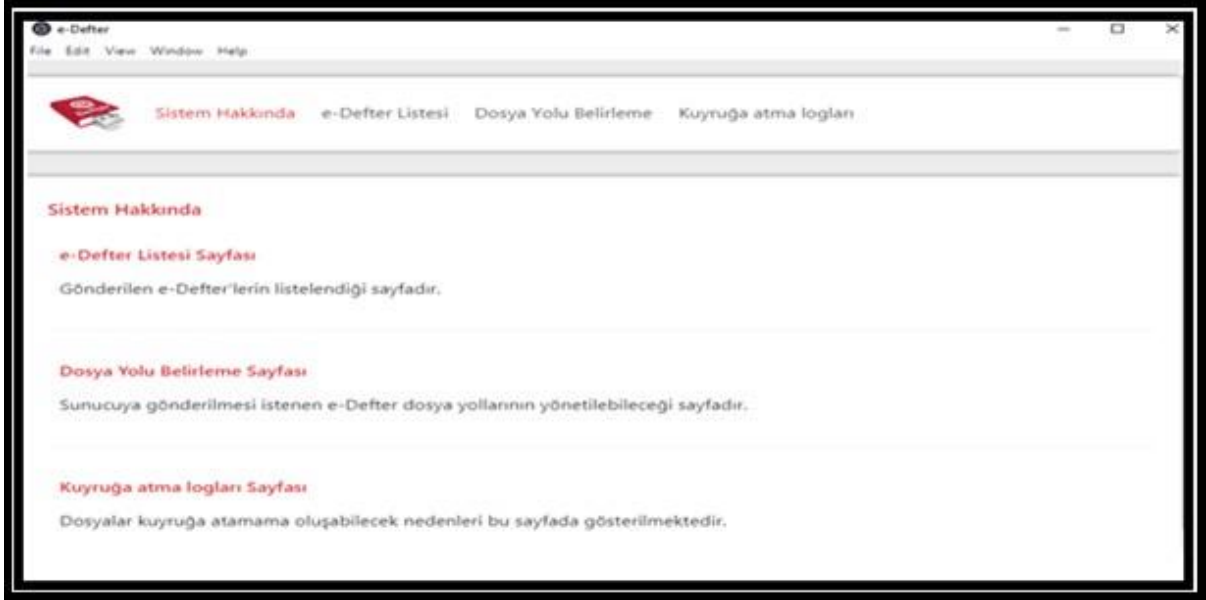 e-Defter
File Edit View Window Help
Sistem Hakkında e-Defter Listesi Dosya Yolu Belirleme Kuyruğa atma logları
Sistem Hakkında
e-Defter Listesi Sayfası
Gönderilen e-Defter'lerin listelendiği sayfadır.
Dosya Yolu Belirleme Sayfası
Sunucuya gönderilmesi istenen e-Defter dosya yollarının yönetilebileceği sayfadır.
Kuyruğa atma logları Sayfası
Dosyalar kuyruğa atamama oluşabilecek nedenleri bu sayfada gösterilmektedir.